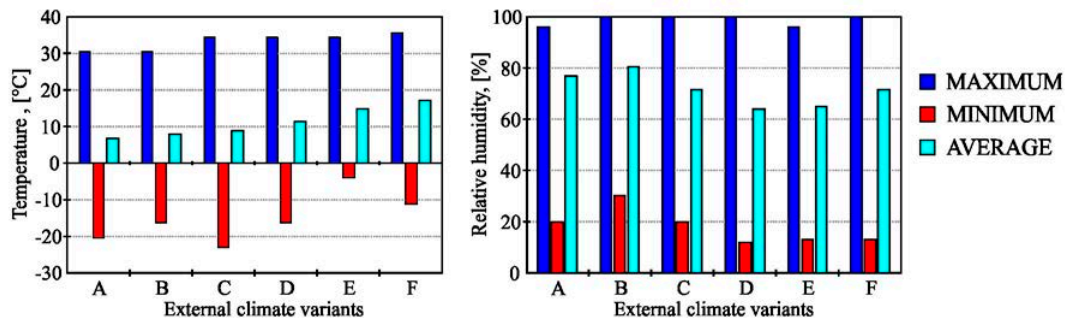 40
30
20
10
0
-10
-20
-30
Temperature , [°C]
A B C D E F
External climate variants
100
80
60
40
20
0
Relative humidity, [%]
A B C D E F
External climate variants
MAXIMUM
MINIMUM
AVERAGE